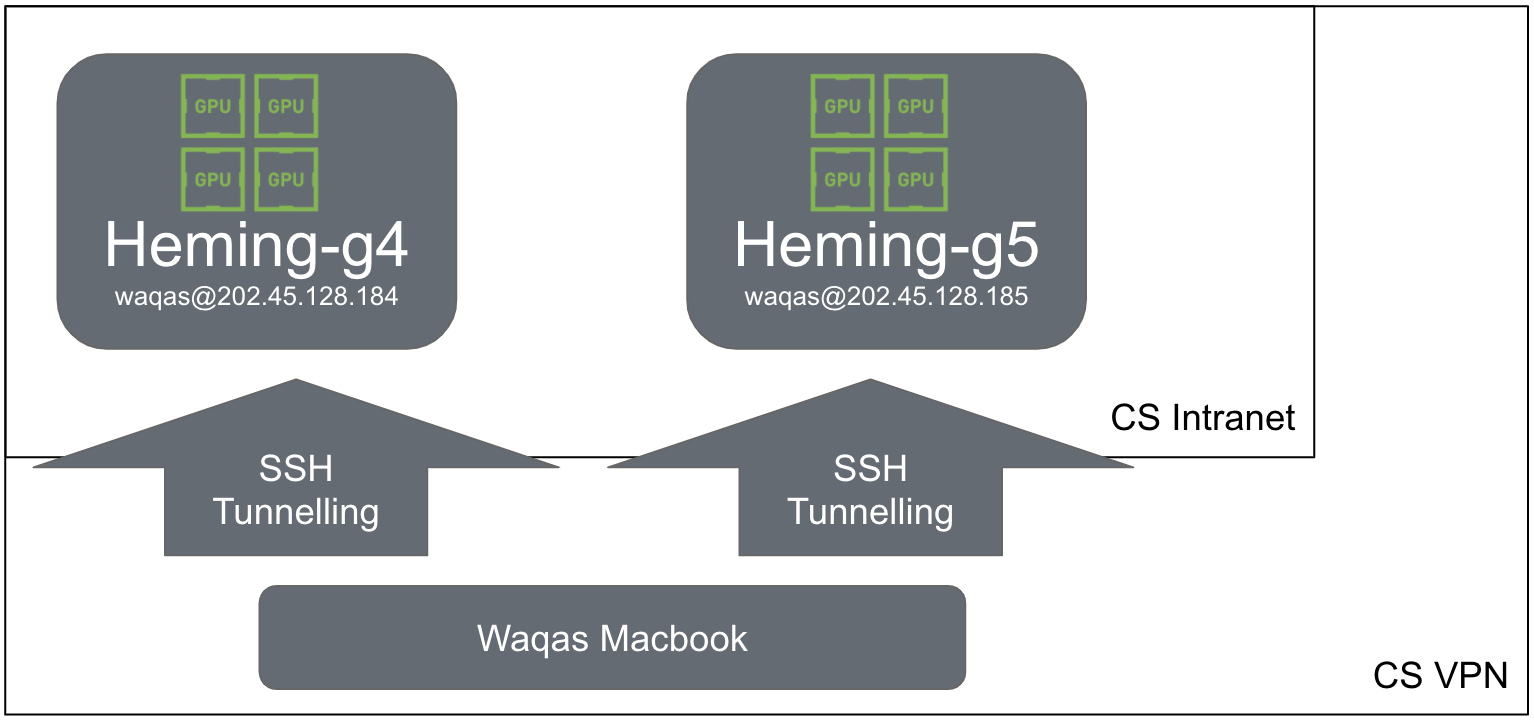 GPU GPU
GPU GPU
Heming-g4
waqas@202.45.128.184
GPU GPU
GPU GPU
Heming-g5
waqas@202.45.128.185
CS Intranet
SSH
Tunnelling
SSH
Tunnelling
Waqas Macbook
CS VPN